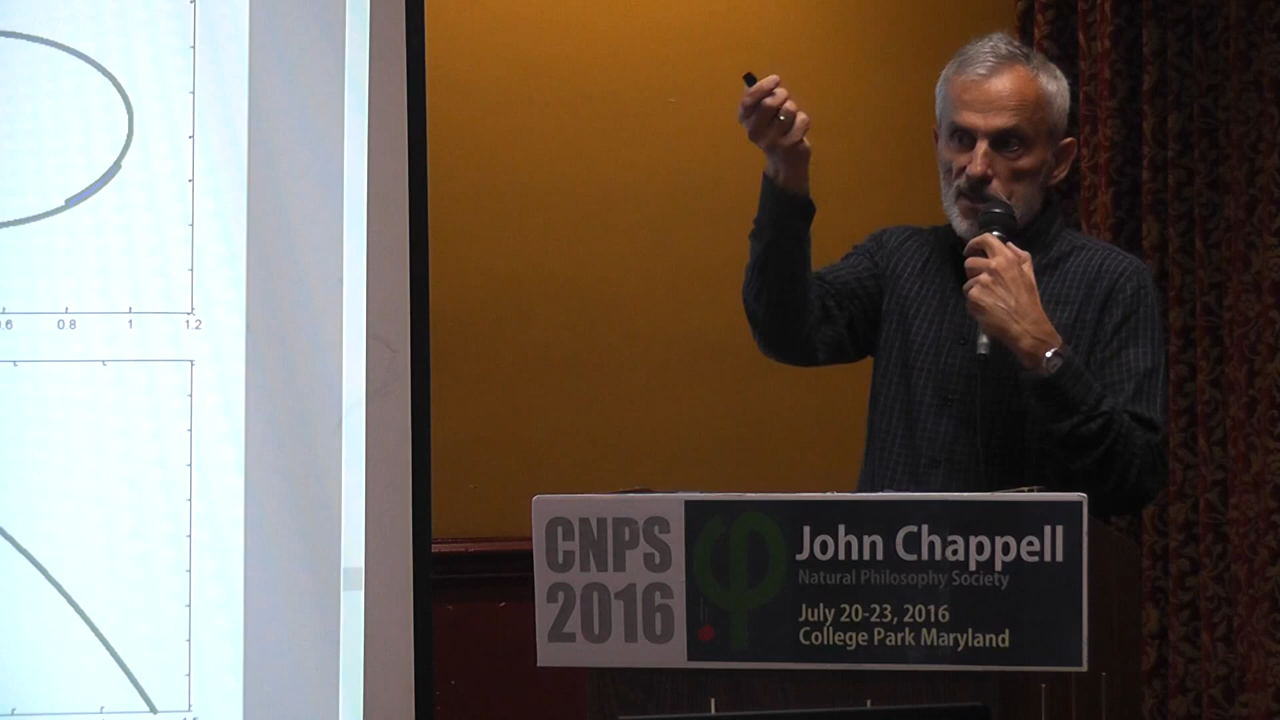 .6 0.8 1 1.2
CNPS
2016
John Chappell
Natural Philosophy Society
July 20-23, 2016
College Park Maryland